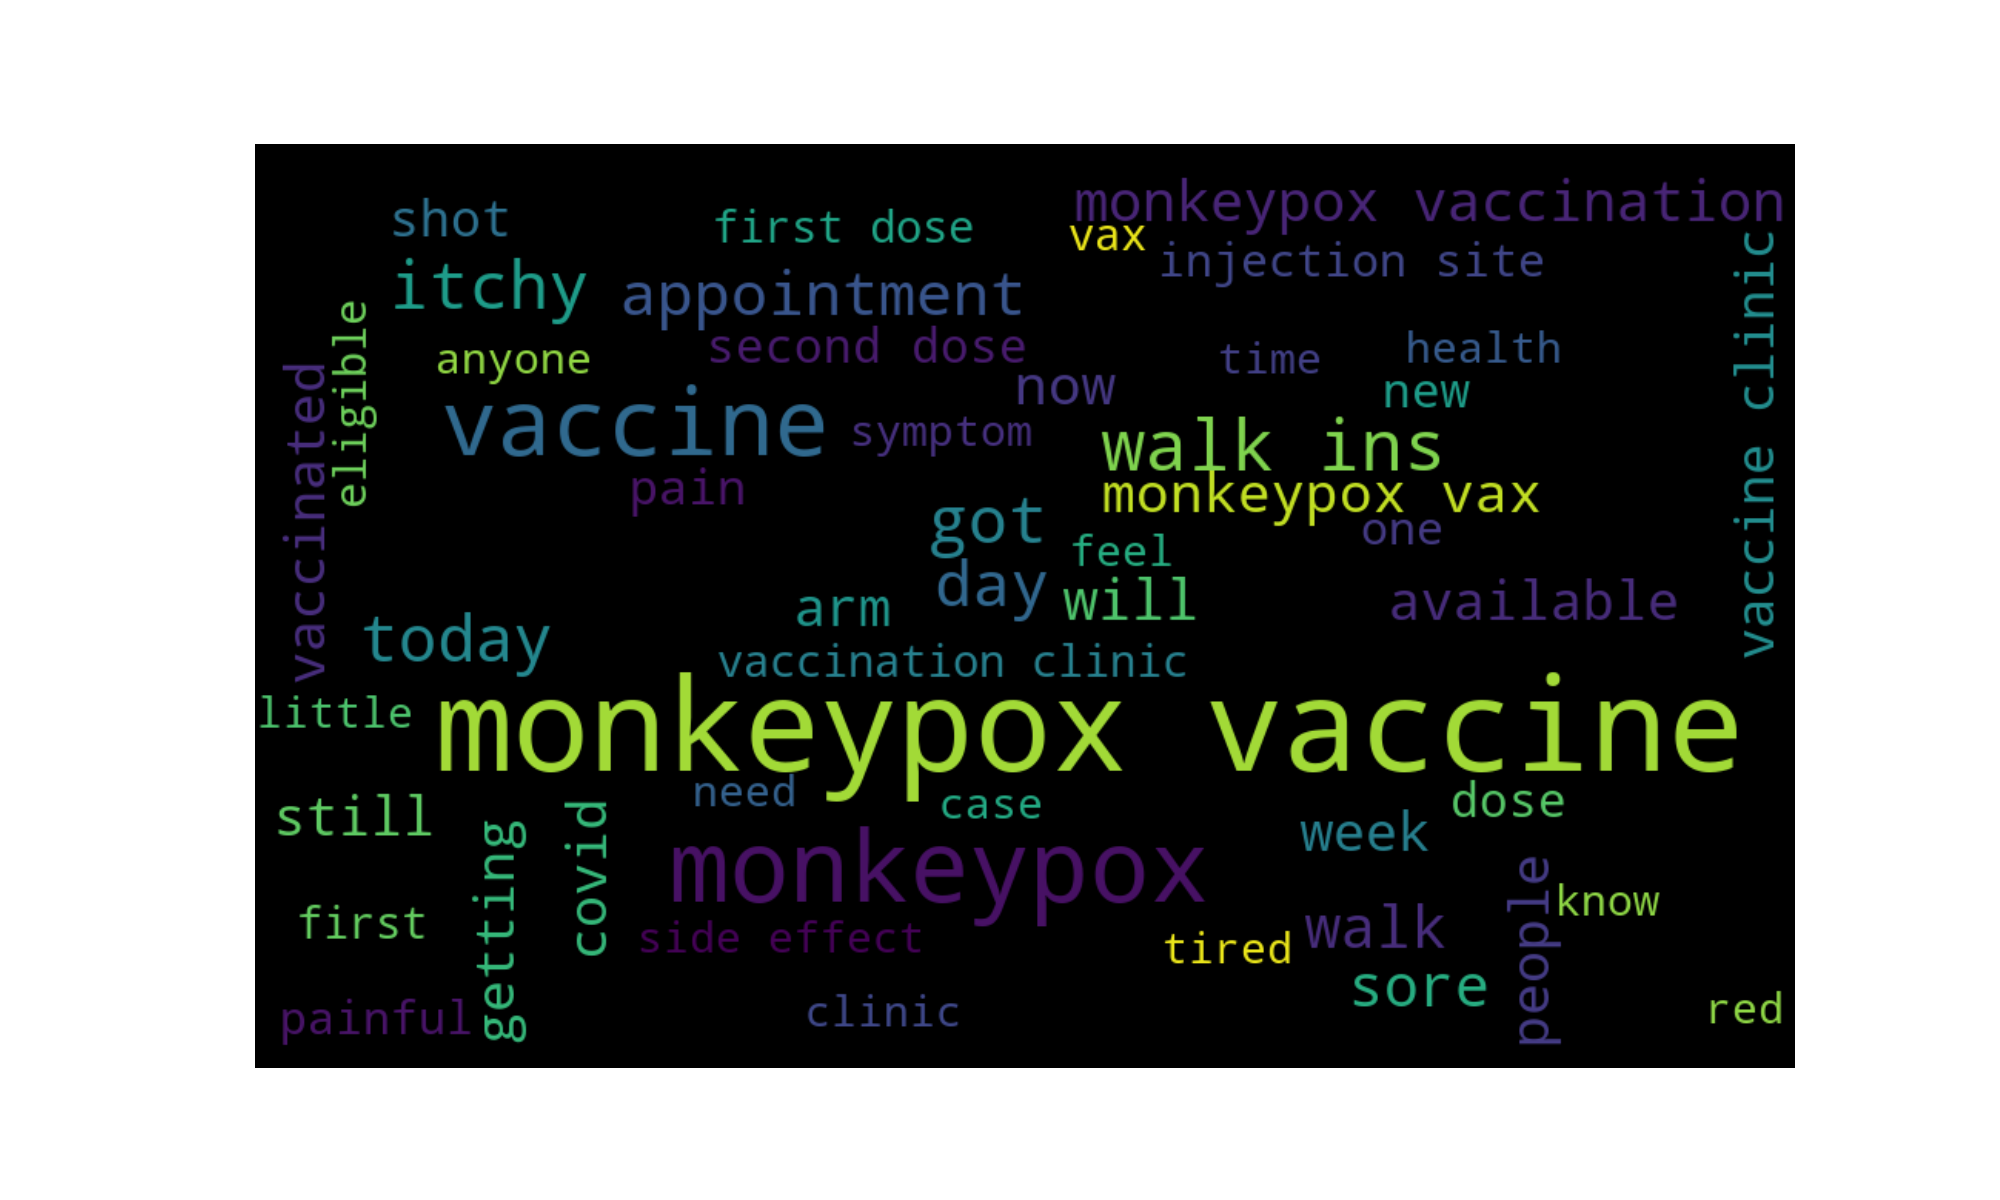 monkeypox vaccination
shot
first dose
vax
injection site
itchy
appointment
vaccine clinic
eligible
anyone
second dose
time
health
now
new
vaccinated
vaccine
symptom
walk ins
pain
monkeypox vax
got
one
feel
day
will
arm
available
today
vaccination clinic
little
monkeypox vaccine
need
case
dose
still
getting
covid
monkeypox
week
people
know
first
side effect
tired
walk
sore
painful
clinic
red